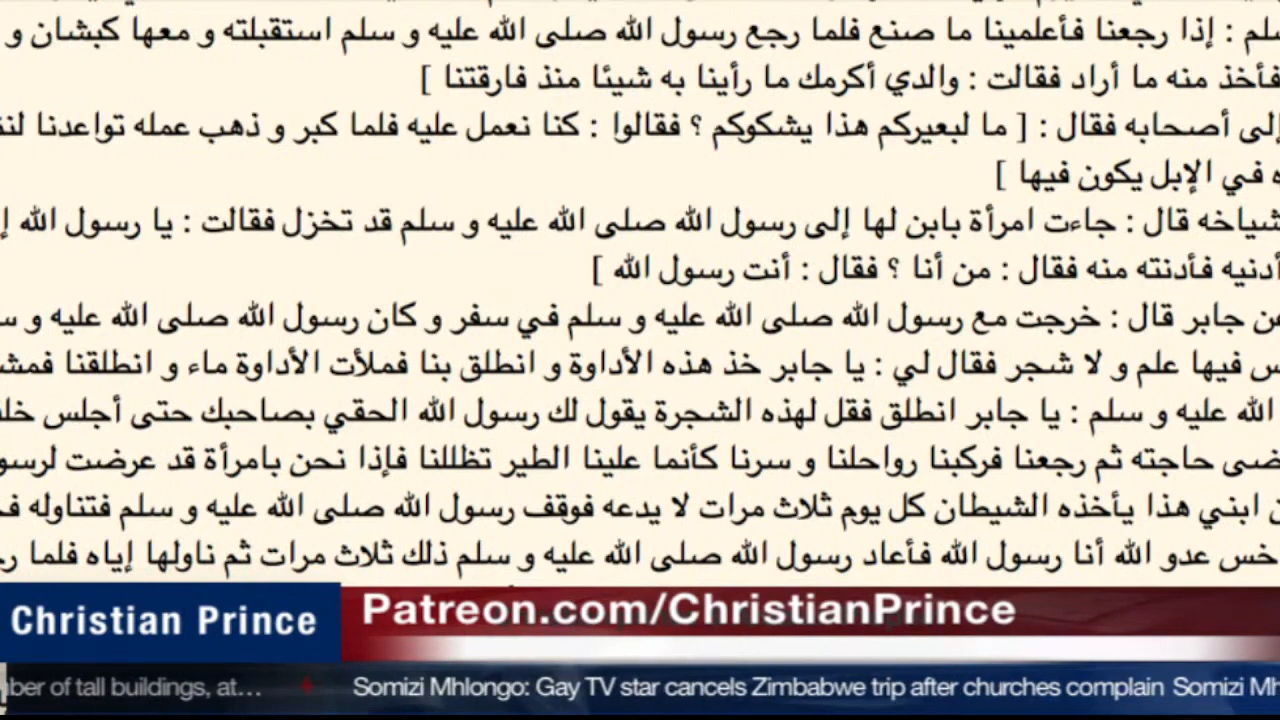 سلم : إذا رجعنا فأعلمينا ما صنع فلما رجع رسول الله صلى الله عليه و سلم استقبلته و معها كبشان و
فأخذ منه ما أراد فقالت : والدي أكرمك ما رأينا به شيئا منذ فارقتنا ]
إلى أصحابه فقال : [ ما لبعيركم هذا يشكوكم ؟ فقالوا : كنا نعمل عليه فلما كبر و ذهب عمله تواعدنا
ه في الإبل يكون فيها ]
شياخه قال : جاءت امرأة بابن لها إلى رسول الله صلى الله عليه و سلم قد تخزل فقالت : يا رسول الله
أدنيه فأدنته منه فقال : من أنا ؟ فقال : أنت رسول الله ]
ن جابر قال : خرجت مع رسول الله صلى الله عليه و سلم في سفر و كان رسول الله صلى الله عليه و
س فيها علم و لا شجر فقال لي : يا جابر خذ هذه الأداوة و انطلق بنا فملأت الأداوة ماء و انطلقنا
الله عليه و سلم : يا جابر انطلق فقل لهذه الشجرة يقول لك رسول الله الحقي بصاحبك حتى أجلس
ضى حاجته ثم رجعنا فركبنا رواحلنا و سرنا كأنما علينا الطير تظللنا فإذا نحن بامرأة قد عرضت
ابني هذا يأخذه الشيطان كل يوم ثلاث مرات لا يدعه فوقف رسول الله صلى الله عليه و سلم فتناوله
خس عدو الله أنا رسول الله فأعاد رسول الله صلى الله عليه و سلم ذلك ثلاث مرات ثم ناولها إياه فلما
Christian Prince
Patreon.com/ChristianPrince
ber of tall buildings, at… Somizi Mhlongo: Gay TV star cancels Zimbabwe trip after churches complain Somizi Mh